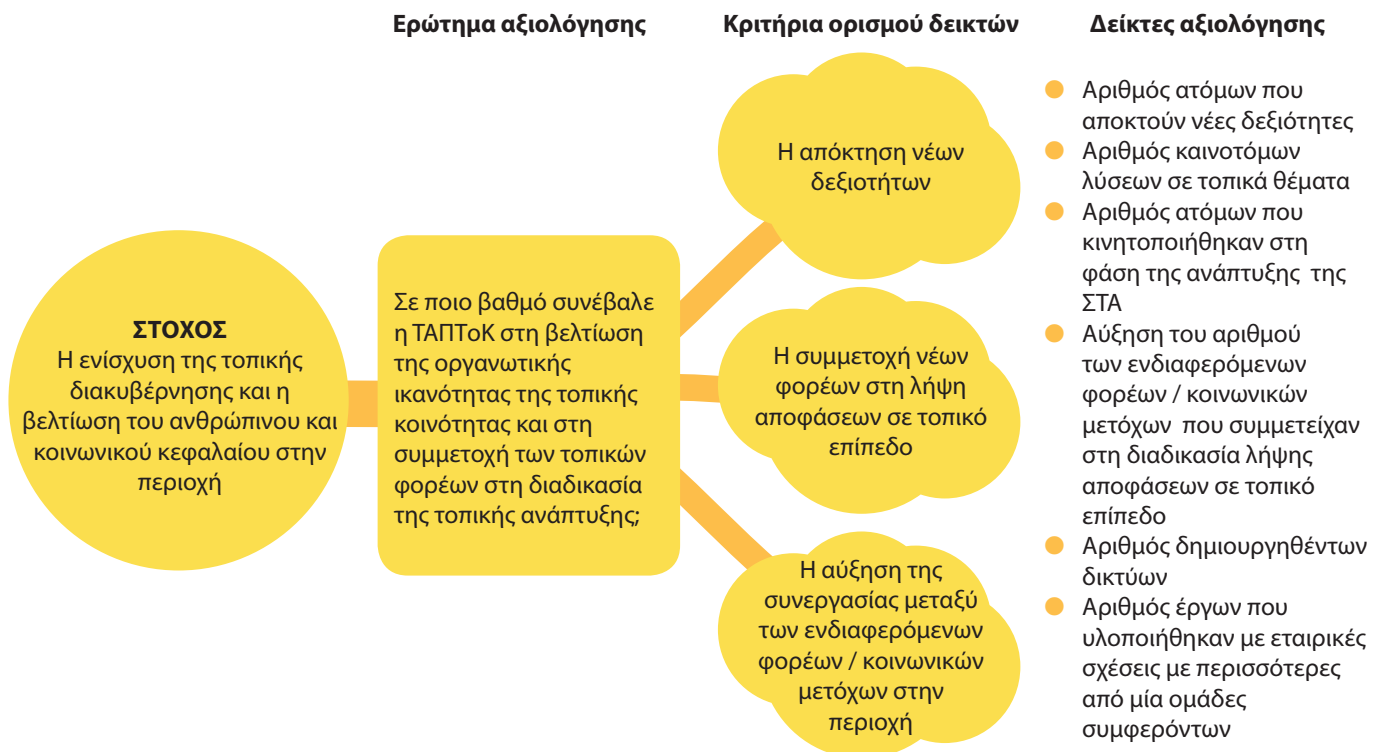 Ερώτημα αξιολόγησης
Κριτήρια ορισμού δεικτών
Δείκτες αξιολόγησης
ΣΤΟΧΟΣ
Η ενίσχυση της τοπικής
διακυβέρνησης και η
βελτίωση του ανθρώπινου και
κοινωνικού κεφαλαίου στην
περιοχή
Σε ποιο βαθμό συνέβαλε
η ΤΑΠΤοΚ στη βελτίωση
της οργανωτικής
ικανότητας της τοπικής
κοινότητας και στη
συμμετοχή των τοπικών
φορέων στη διαδικασία
της τοπικής ανάπτυξης;
Η απόκτηση νέων
δεξιοτήτων
Η συμμετοχή νέων
φορέων στη λήψη
αποφάσεων σε τοπικό
επίπεδο
Η αύξηση της
συνεργασίας μεταξύ
των ενδιαφερόμενων
φορέων / κοινωνικών
μετόχων στην
περιοχή
Αριθμός ατόμων που
αποκτούν νέες δεξιότητες
Αριθμός καινοτόμων
λύσεων σε τοπικά θέματα
Αριθμός ατόμων που
κινητοποιήθηκαν στη
φάση της ανάπτυξης της
ΣΤΑ
Αύξηση του αριθμού
των ενδιαφερόμενων
φορέων / κοινωνικών
μετόχων που συμμετείχαν
στη διαδικασία λήψης
αποφάσεων σε τοπικό
επίπεδο
Αριθμός δημιουργηθέντων
δικτύων
Αριθμός έργων που
υλοποιήθηκαν με εταιρικές
σχέσεις με περισσότερες
από μία ομάδες
συμφερόντων